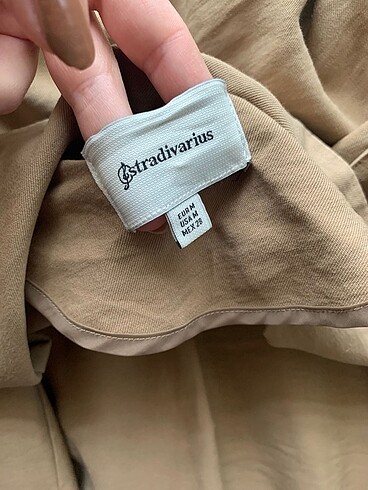 stradivarius
EUR M
USA M
MEX 28